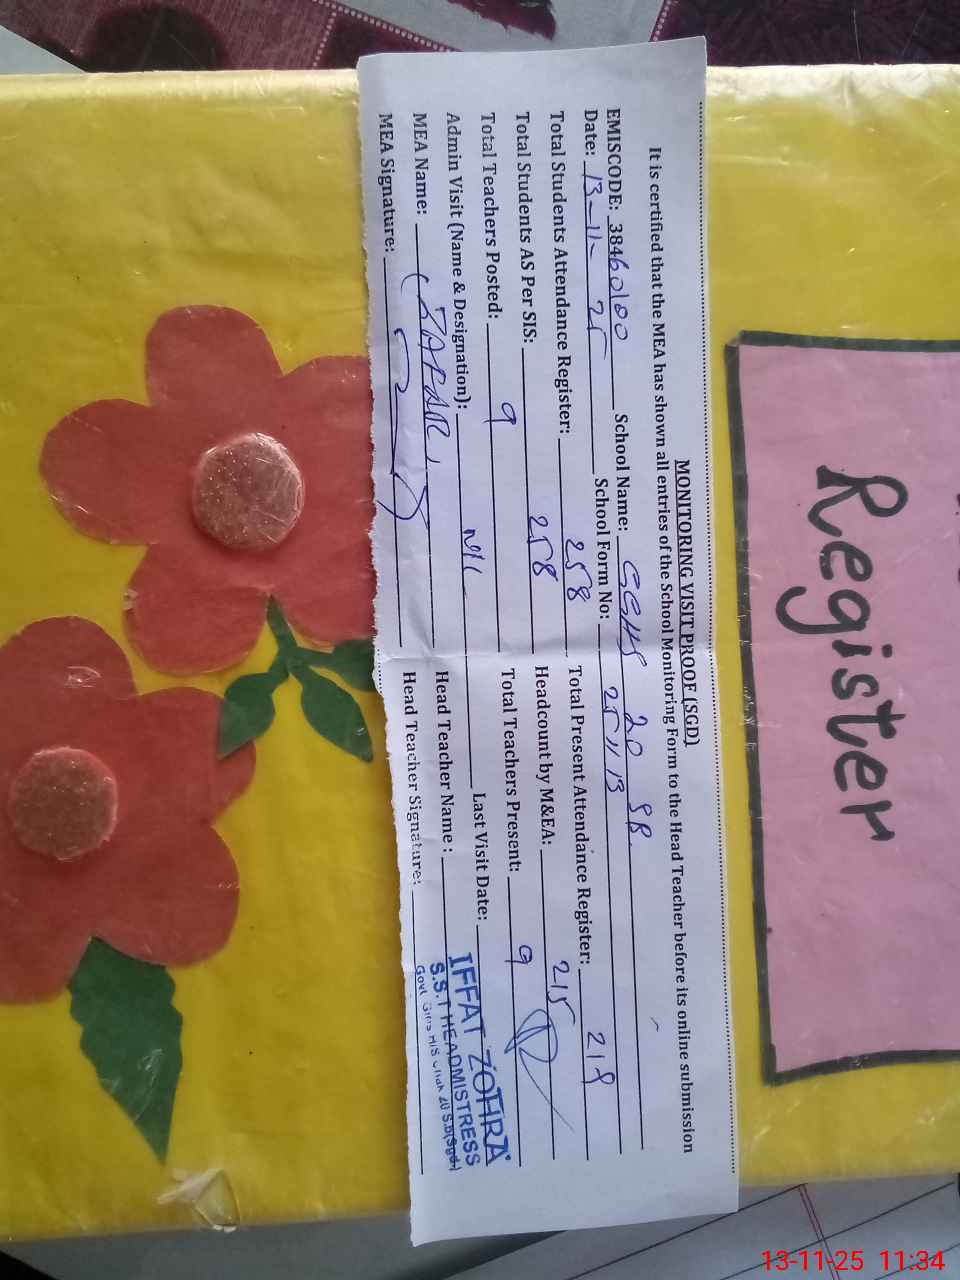 MONITORING VISIT PROOF (SGD)
It is certified that the MEA has shown all entries of the School Monitoring Form to the Head Teacher before its online submission
EMISCODE: 38460100 School Name: GGHS 20 SB
Date: 13-11-25 School Form No: 251113
Total Students Attendance Register: 258 Total Present Attendance Register: 218
Total Students AS Per SIS: 258 Headcount by M&EA: 215
Total Teachers Posted: 9 Total Teachers Present: 9
Admin Visit (Name & Designation): Nil Last Visit Date:
MEA Name: (ZAFAR) Head Teacher Name:
MEA Signature: Head Teacher Signature:
IFFAT ZOHRA
S.S.T HEADMISTRESS
Govt Girls H/S Chak 20 S.B(Sgd)
Register
13-11-25 11:34